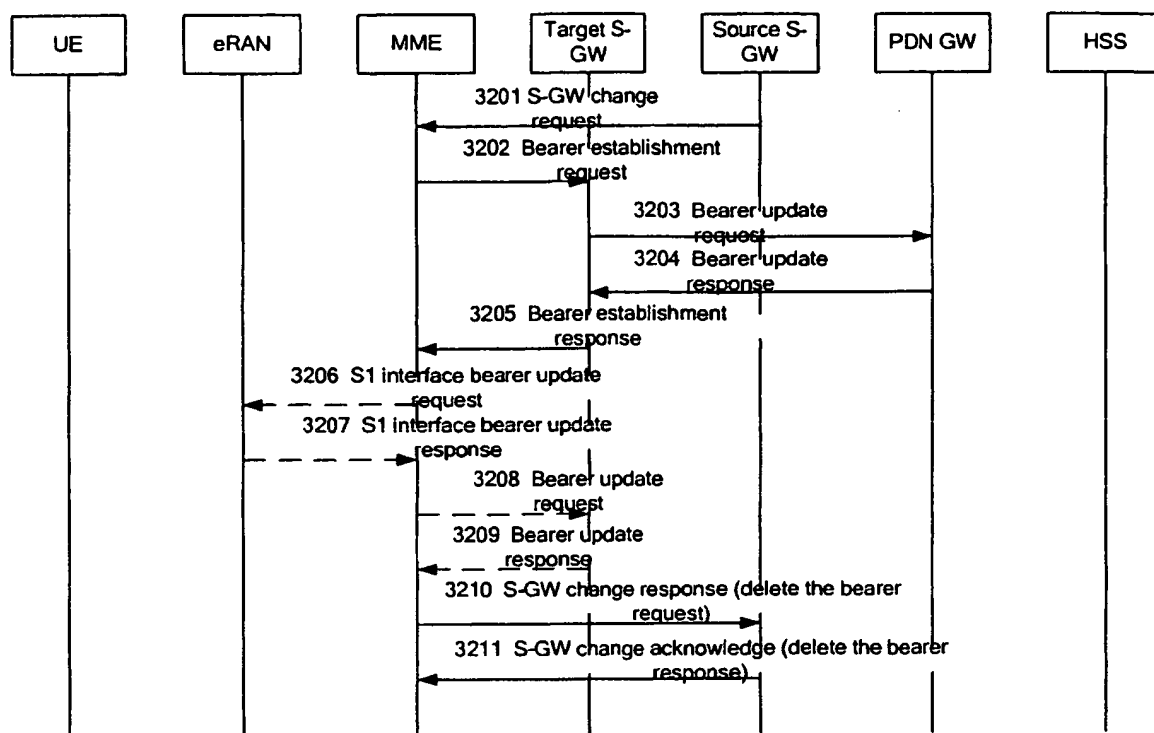 UE
eRAN
MME
Target S-
GW
Source S-
GW
PDN GW
HSS
3201 S-GW change
request
3202 Bearer establishment
request
3203 Bearer update
request
3204 Bearer update
response
3205 Bearer establishment
response
3206 S1 interface bearer update
request
3207 S1 interface bearer update
response
3208 Bearer update
request
3209 Bearer update
response
3210 S-GW change response (delete the bearer
request)
3211 S-GW change acknowledge (delete the bearer
response)